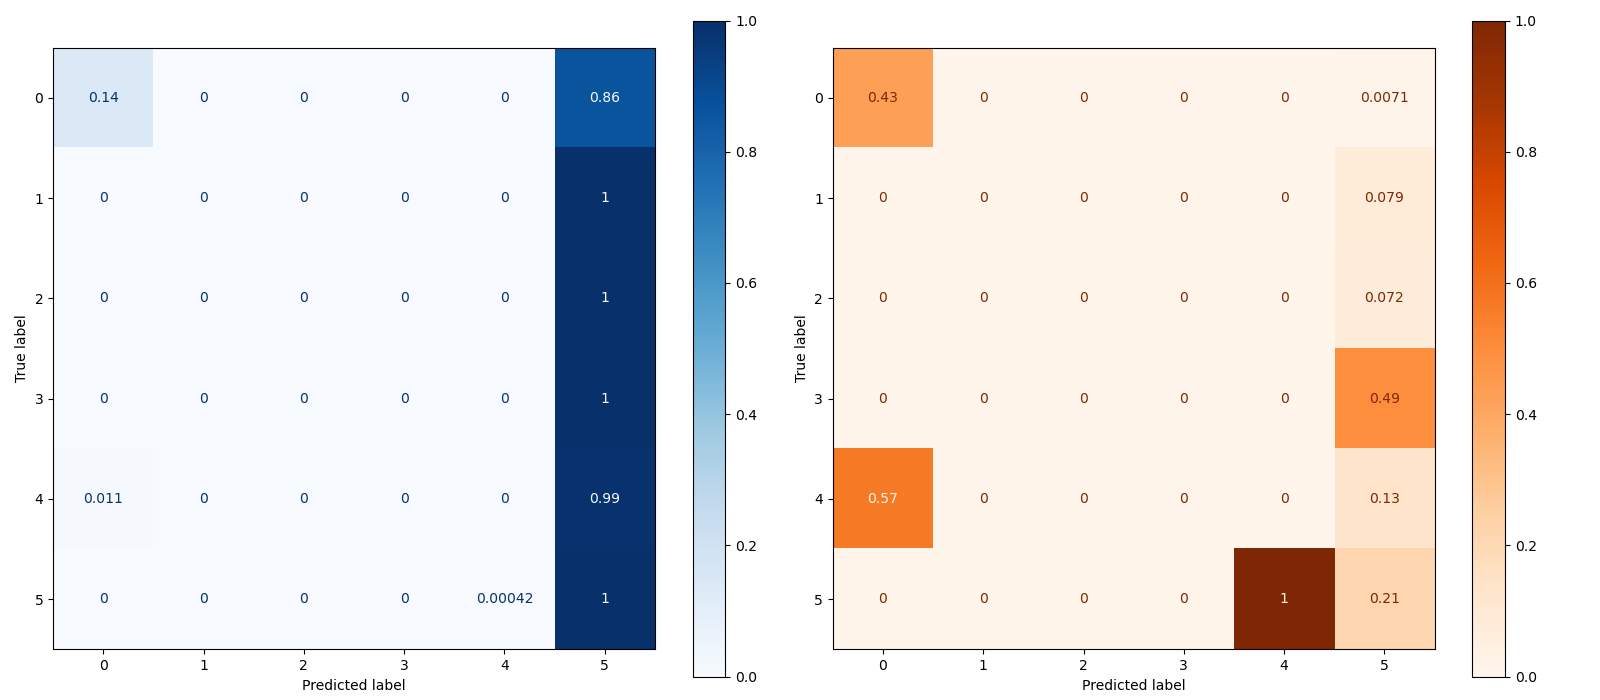 1.0
1.0
0 0.14 0 0 0 0 0.86
0 0.43 0 0 0 0 0.0071
0.8
0.8
1 0 0 0 0 0 1
1 0 0 0 0 0 0.079
0.6
0.6
2 0 0 0 0 0 1
2 0 0 0 0 0 0.072
True label
True label
3 0 0 0 0 0 1
3 0 0 0 0 0 0.49
0.4
0.4
4 0.011 0 0 0 0 0.99
4 0.57 0 0 0 0 0.13
0.2
0.2
5 0 0 0 0 0.00042 1
5 0 0 0 0 1 0.21
0 1 2 3 4 5
0 1 2 3 4 5
0.0
0.0
Predicted label
Predicted label